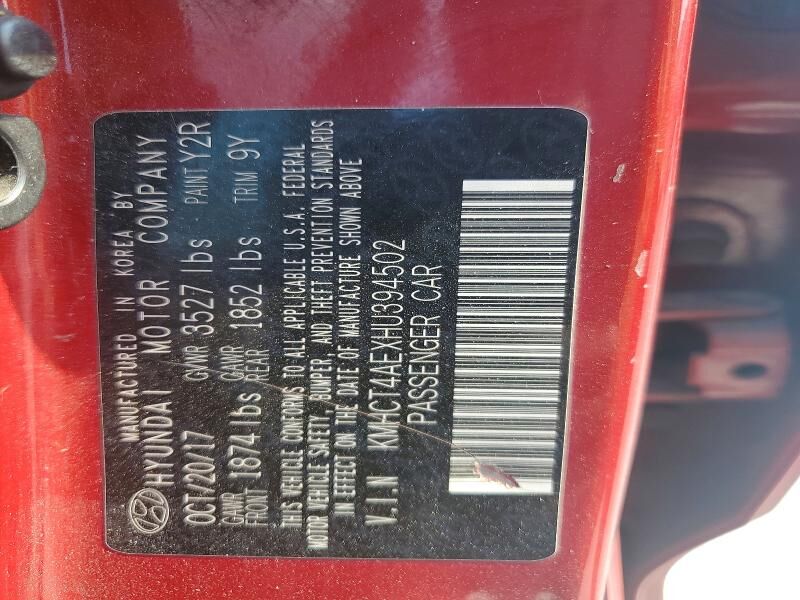 MANUFACTURED IN KOREA BY
HYUNDAI MOTOR COMPANY
OCT/20/17 GVWR 3527 lbs PAINT Y2R
GAWR FRONT 1874 lbs GAWR REAR 1852 lbs TRIM 9Y
THIS VEHICLE CONFORMS TO ALL APPLICABLE U.S.A. FEDERAL
MOTOR VEHICLE SAFETY, BUMPER, AND THEFT PREVENTION STANDARDS
IN EFFECT ON THE DATE OF MANUFACTURE SHOWN ABOVE
V.I.N KMHCT4AEXHU394502
PASSENGER CAR